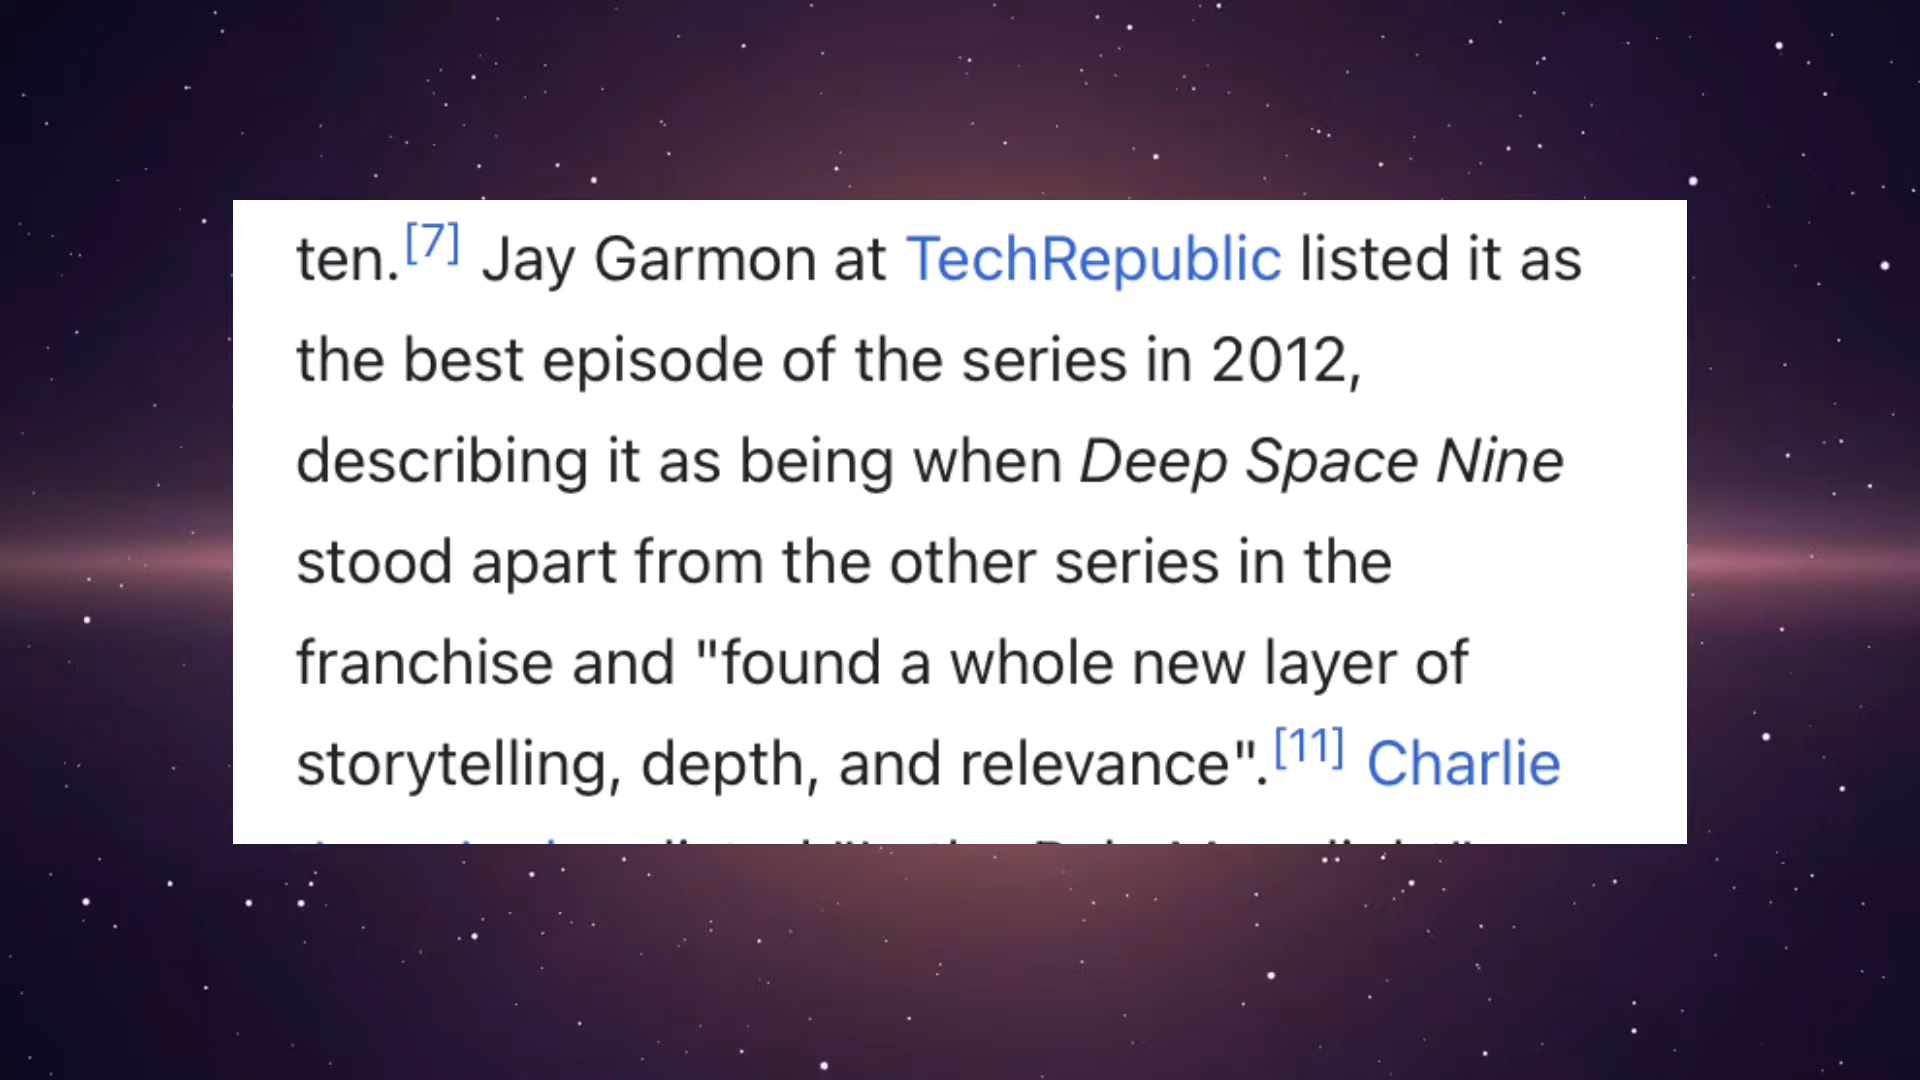 ten.[7] Jay Garmon at TechRepublic listed it as
the best episode of the series in 2012,
describing it as being when Deep Space Nine
stood apart from the other series in the
franchise and "found a whole new layer of
storytelling, depth, and relevance".[11] Charlie